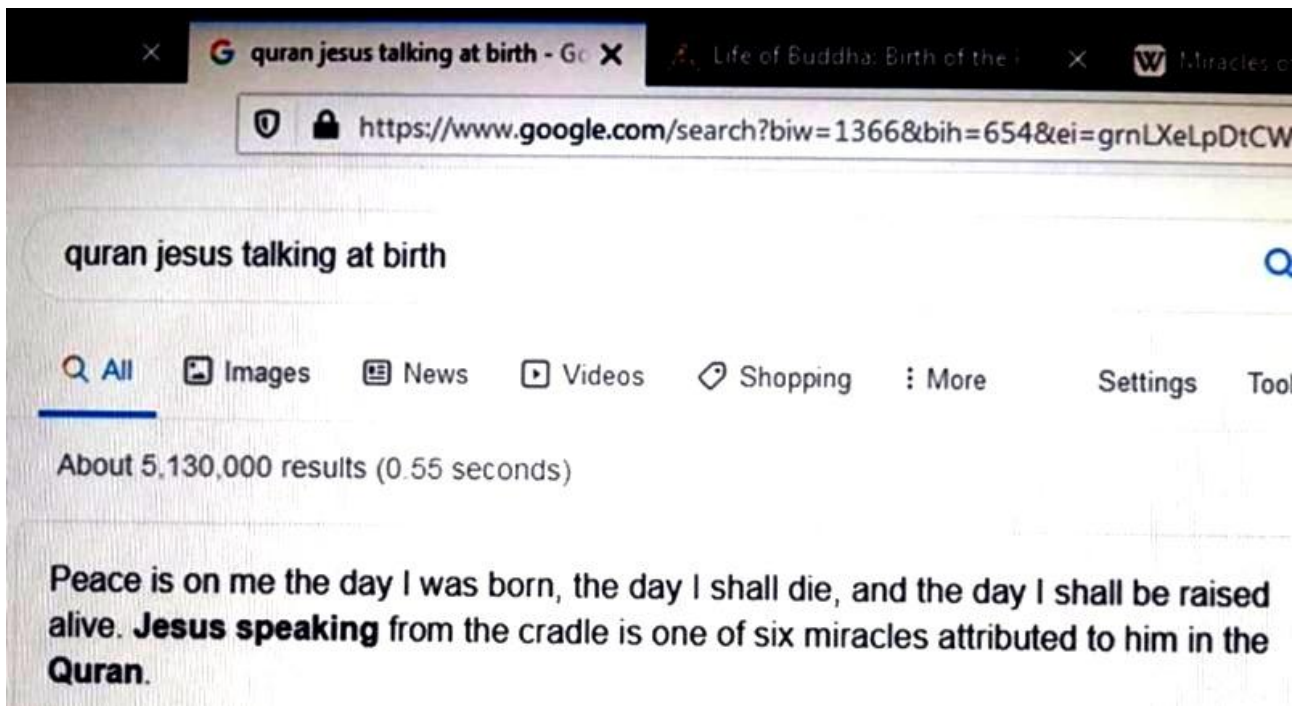 quran jesus talking at birth - Go
Life of Buddha: Birth of the
Miracles o
https://www.google.com/search?biw=1366&bih=654&ei=grnLXeLpDtCW
quran jesus talking at birth
All Images News Videos Shopping More Settings Tool
About 5,130,000 results (0.55 seconds)
Peace is on me the day I was born, the day I shall die, and the day I shall be raised
alive. Jesus speaking from the cradle is one of six miracles attributed to him in the
Quran.